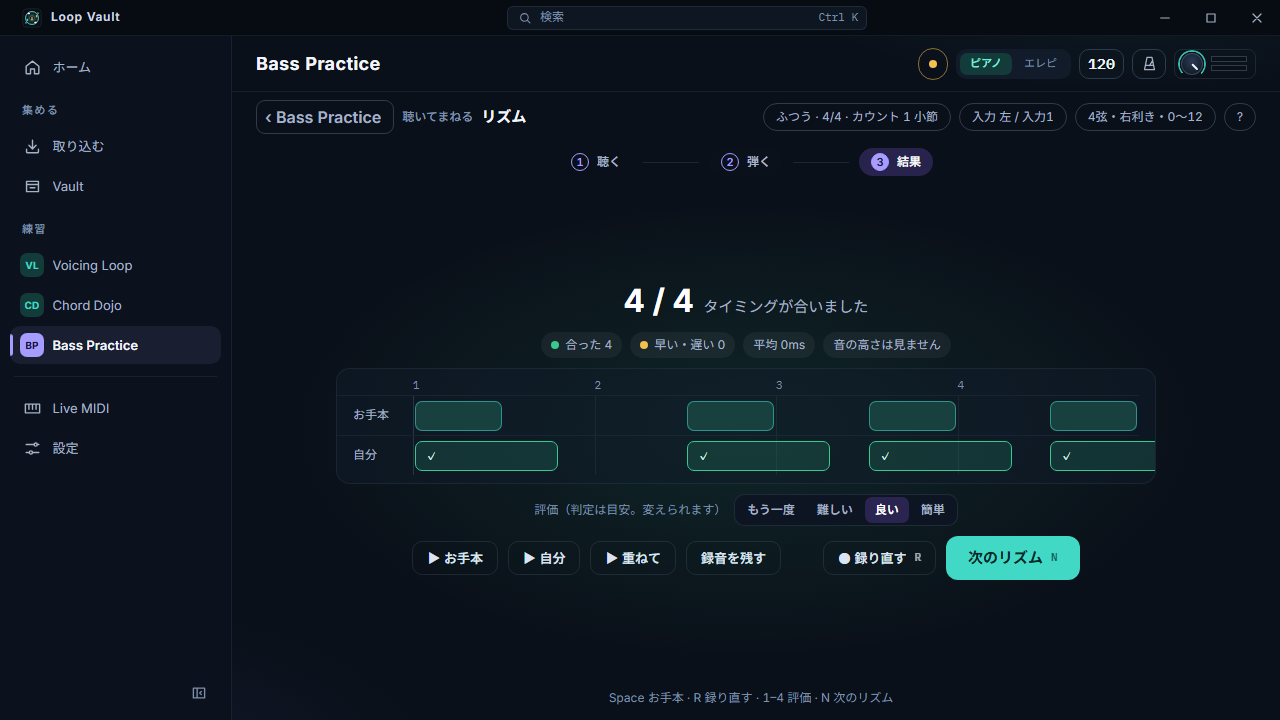 Loop Vault
検索
Ctrl K
ホーム
集める
取り込む
Vault
練習
VL Voicing Loop
CD Chord Dojo
BP Bass Practice
Live MIDI
設定
Bass Practice
ピアノ エレピ 120
‹ Bass Practice 聴いてまねる リズム
ふつう · 4/4 · カウント 1 小節
入力 左 / 入力1
4弦・右利き・0〜12
?
1 聴く 2 弾く 3 結果
4 / 4 タイミングが合いました
合った 4 早い・遅い 0 平均 0ms 音の高さは見ません
1 2 3 4
お手本
自分 ✓ ✓ ✓ ✓
評価（判定は目安。変えられます） もう一度 難しい 良い 簡単
▶ お手本 ▶ 自分 ▶ 重ねて 録音を残す ● 録り直す R 次のリズム N
Space お手本 · R 録り直す · 1–4 評価 · N 次のリズム